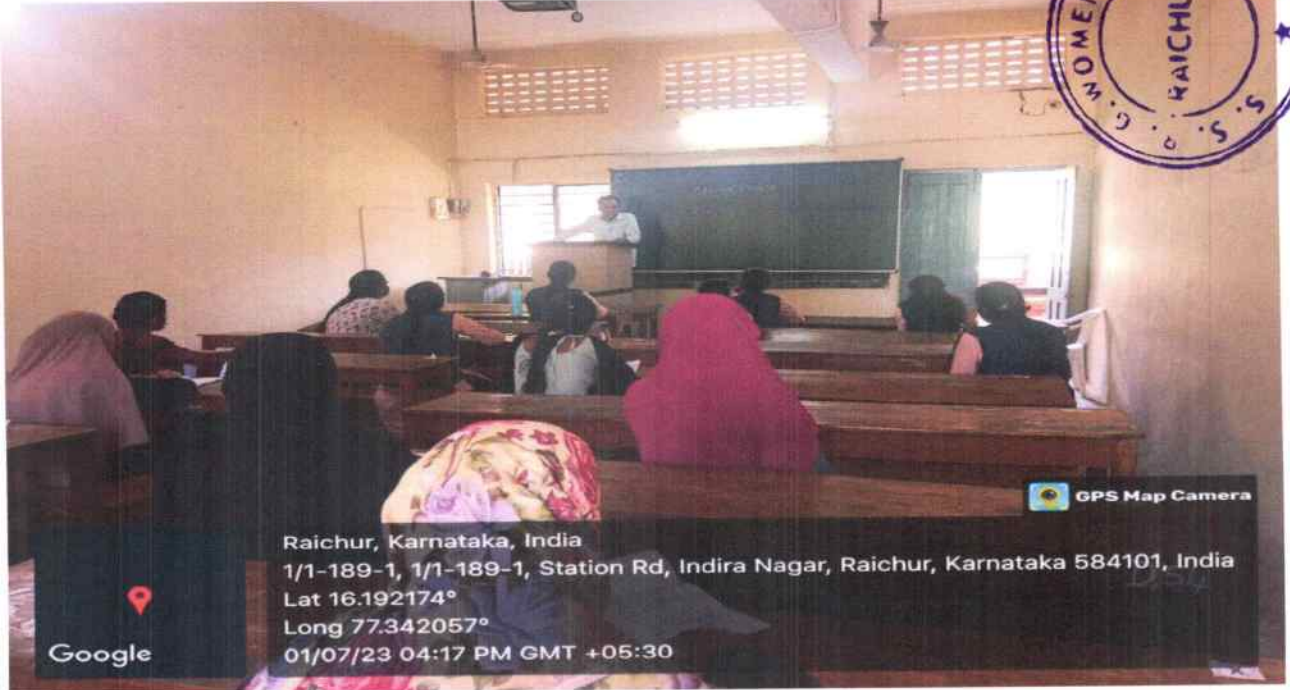 WOME
RAICHU
S. S. R. G.
GPS Map Camera
Raichur, Karnataka, India
1/1-189-1, 1/1-189-1, Station Rd, Indira Nagar, Raichur, Karnataka 584101, India
Lat 16.192174°
Long 77.342057°
01/07/23 04:17 PM GMT +05:30
Google